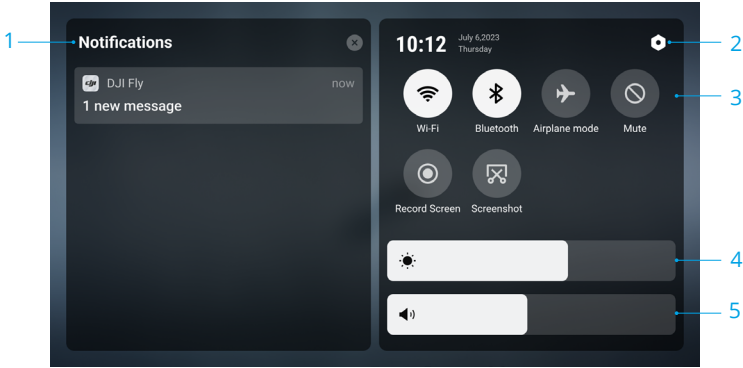 1
Notifications
dji DJI Fly now
1 new message
10:12 July 6,2023
Thursday
2
Wi-Fi Bluetooth Airplane mode Mute
3
Record Screen Screenshot
4
5